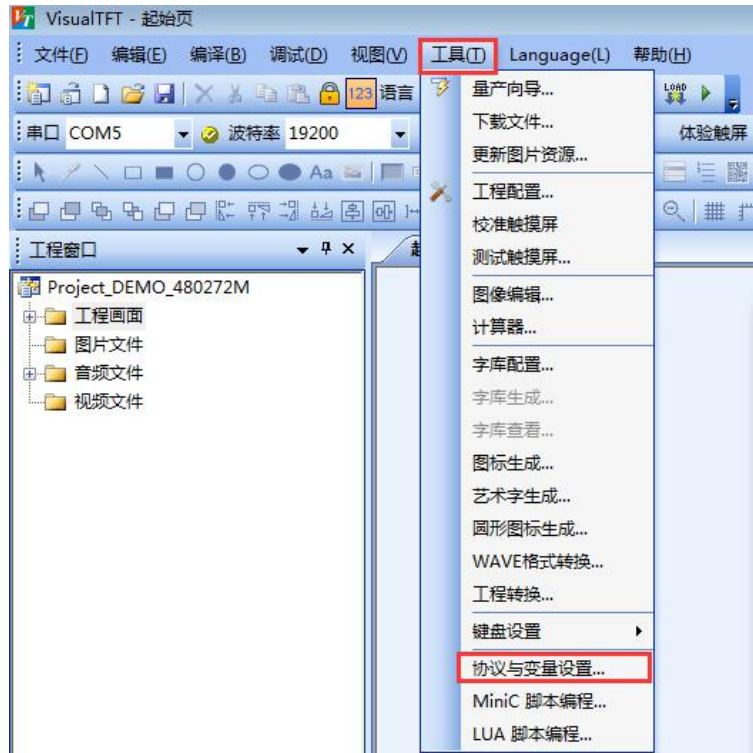 VisualTFT - 起始页
文件(F) 编辑(E) 编译(B) 调试(D) 视图(V) 工具(T) Language(L) 帮助(H)
123 语言 LOAD
串口 COM5 波特率 19200 体验触屏
Aa
工程窗口
Project_DEMO_480272M
工程画面
图片文件
音频文件
视频文件
量产向导...
下载文件...
更新图片资源...
工程配置...
校准触摸屏
测试触摸屏...
图像编辑...
计算器...
字库配置...
字库生成...
字库查看...
图标生成...
艺术字生成...
圆形图标生成...
WAVE格式转换...
工程转换...
键盘设置
协议与变量设置...
MiniC 脚本编程...
LUA 脚本编程...